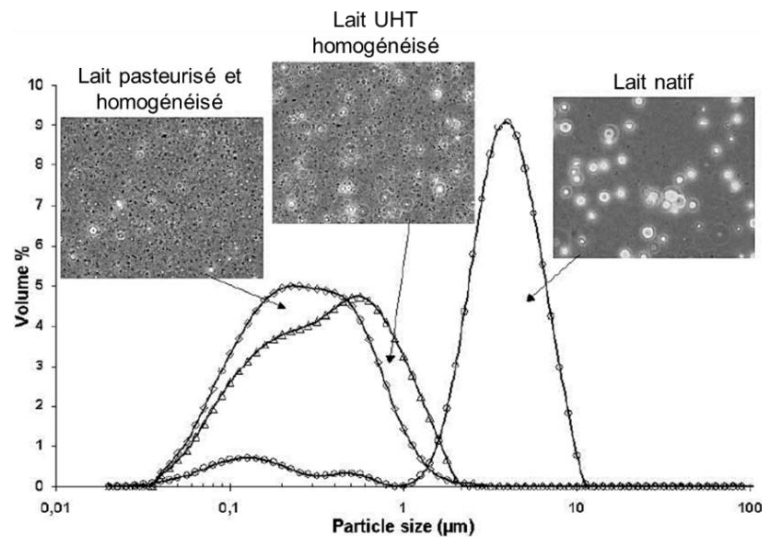 Lait UHT
homogénéisé
Lait pasteurisé et
homogénéisé
Lait natif
Volume %
10
9
8
7
6
5
4
3
2
1
0
0,01
0,1
1
10
100
Particle size (µm)